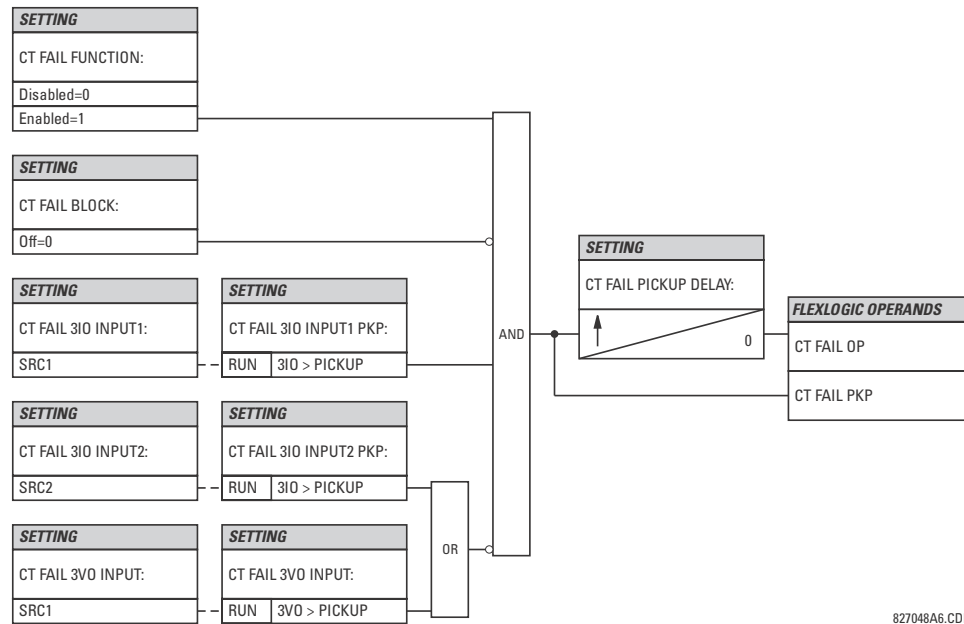 SETTING
CT FAIL FUNCTION:
Disabled=0
Enabled=1
SETTING
CT FAIL BLOCK:
Off=0
SETTING
CT FAIL 3IO INPUT1:
SRC1
SETTING
CT FAIL 3IO INPUT1 PKP:
RUN 3IO > PICKUP
SETTING
CT FAIL 3IO INPUT2:
SRC2
SETTING
CT FAIL 3IO INPUT2 PKP:
RUN 3IO > PICKUP
SETTING
CT FAIL 3VO INPUT:
SRC1
SETTING
CT FAIL 3VO INPUT:
RUN 3VO > PICKUP
OR
AND
SETTING
CT FAIL PICKUP DELAY:
0
FLEXLOGIC OPERANDS
CT FAIL OP
CT FAIL PKP
827048A6.CD